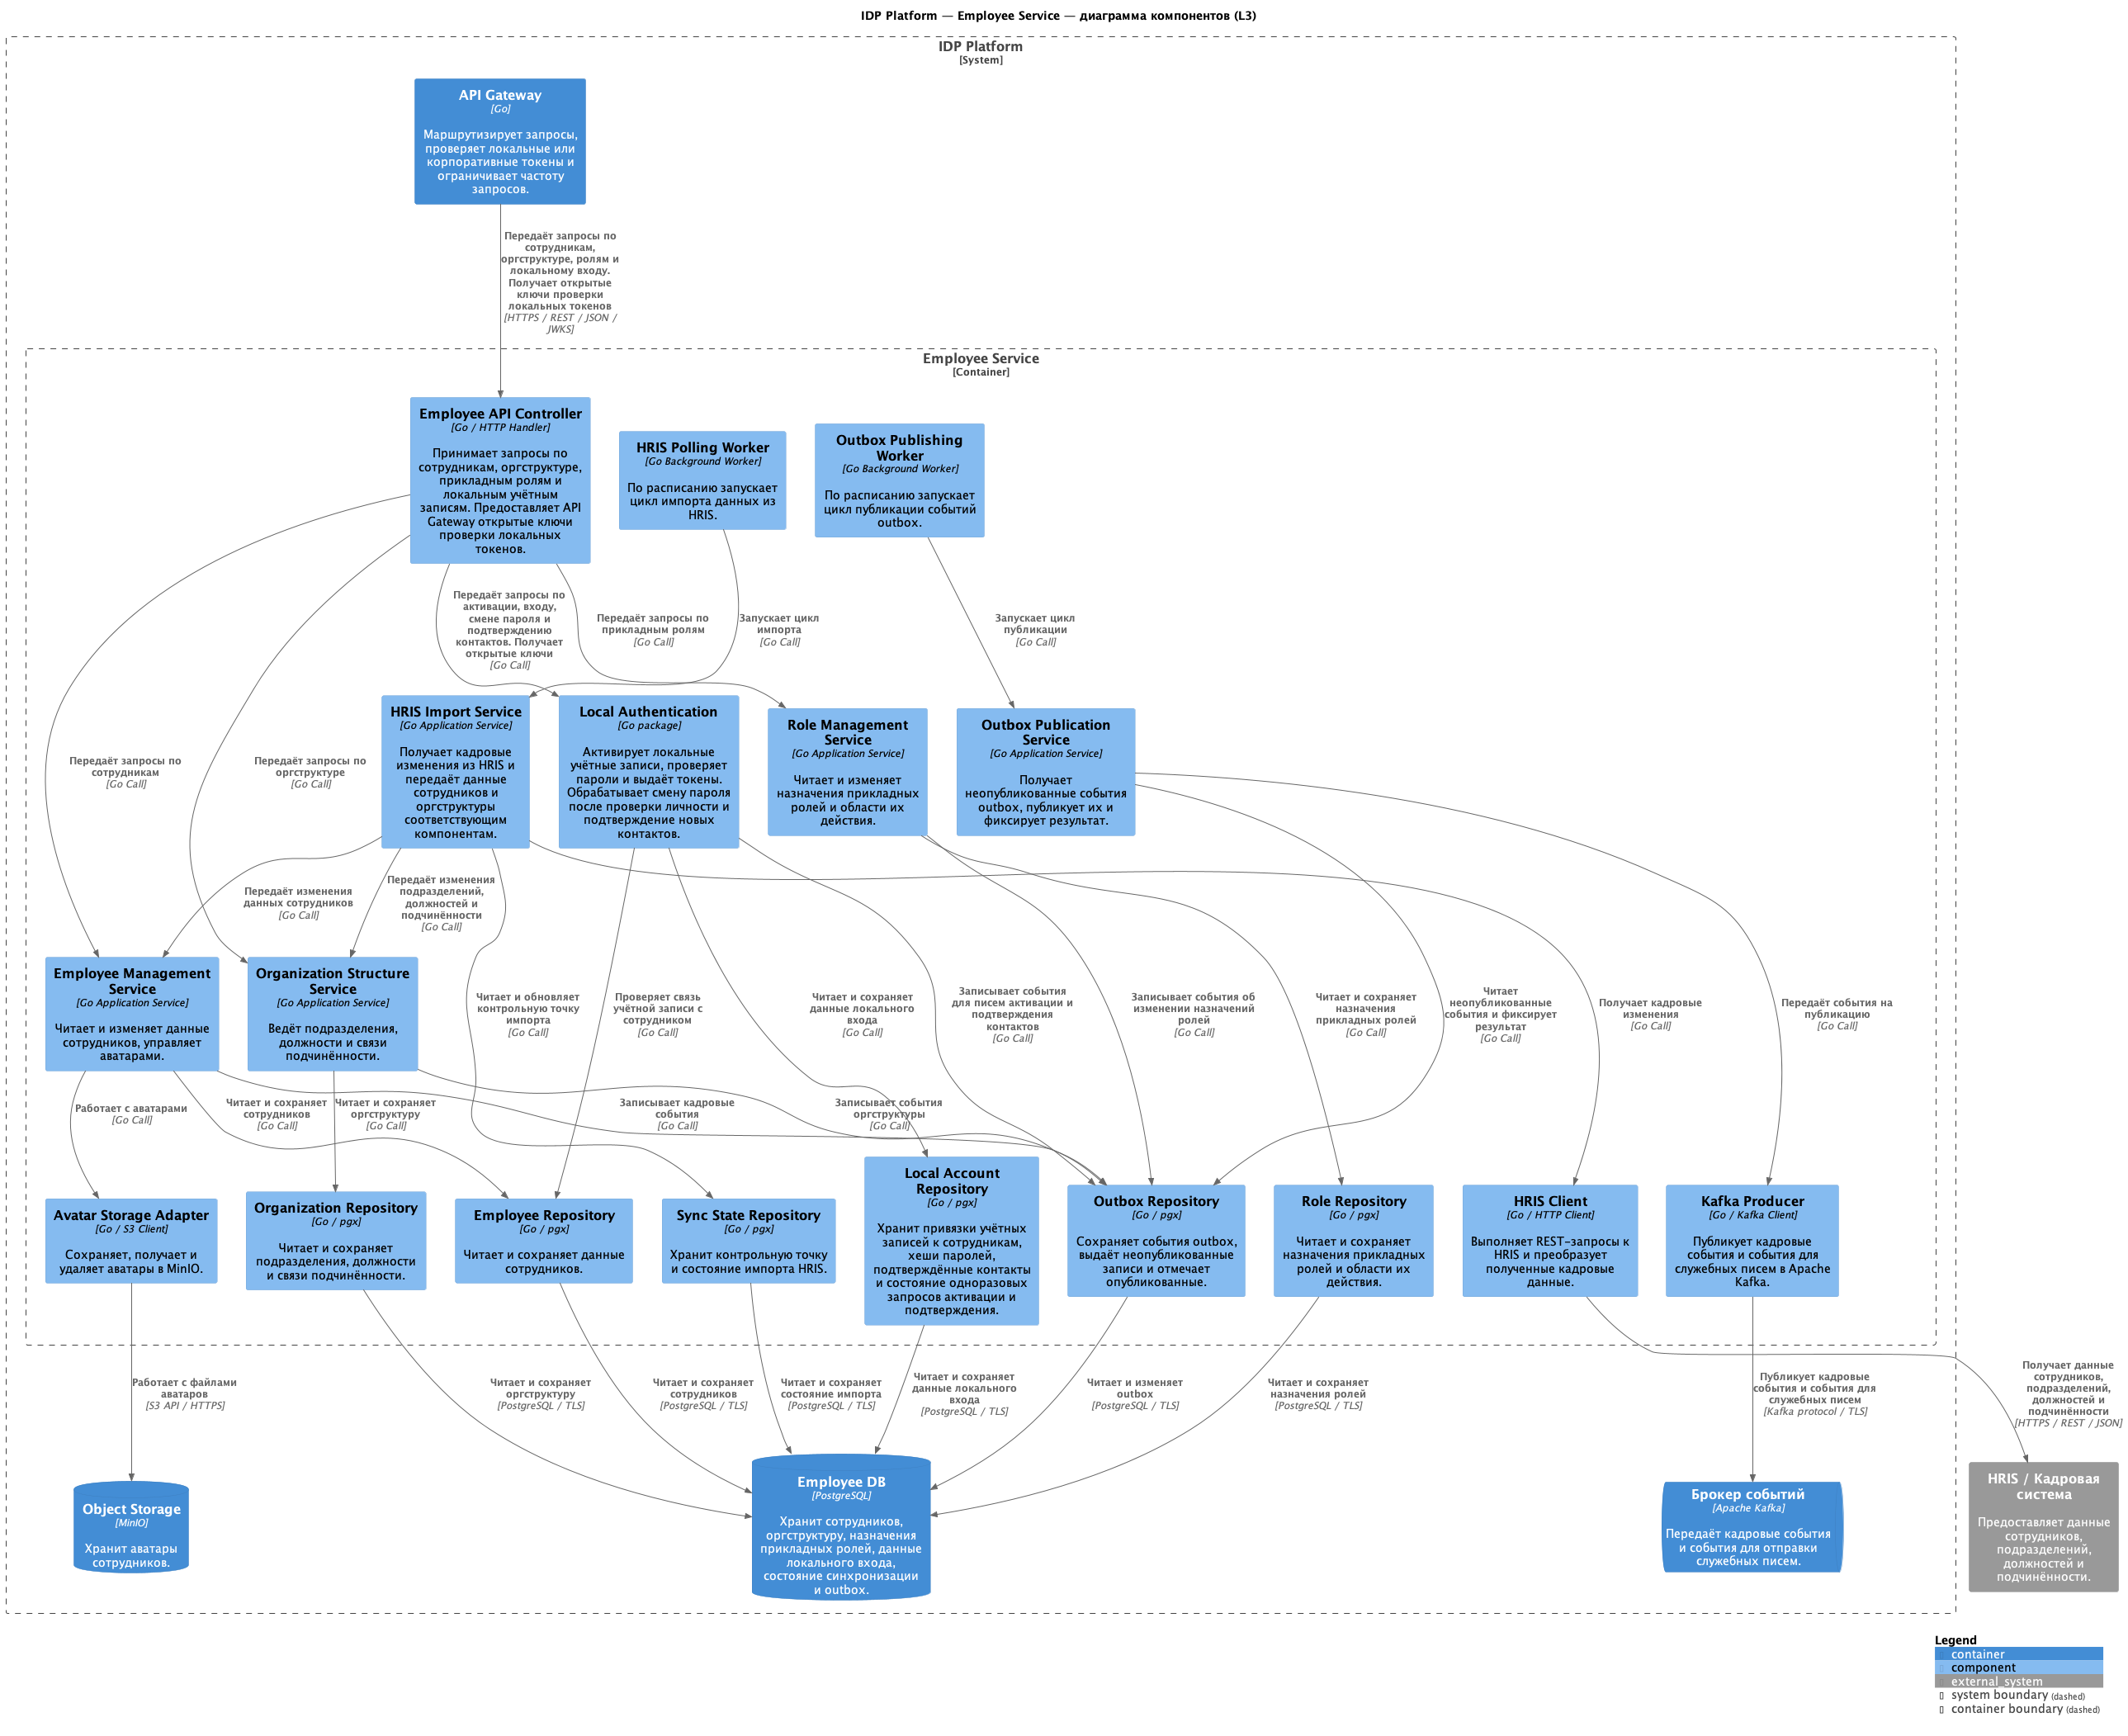 IDP Platform — Employee Service — диаграмма компонентов (L3)
IDP Platform
[System]
API Gateway
[Go]
Маршрутизирует запросы,
проверяет локальные или
корпоративные токены и
ограничивает частоту
запросов.
Передаёт запросы по
сотрудникам,
оргструктуре, ролям и
локальному входу.
Получает открытые
ключи проверки
локальных токенов
[HTTPS / REST / JSON /
JWKS]
Employee Service
[Container]
Employee API Controller
[Go / HTTP Handler]
Принимает запросы по
сотрудникам, оргструктуре,
прикладным ролям и
локальным учётным
записям. Предоставляет API
Gateway открытые ключи
проверки локальных
токенов.
HRIS Polling Worker
[Go Background Worker]
По расписанию запускает
цикл импорта данных из
HRIS.
Outbox Publishing
Worker
[Go Background Worker]
По расписанию запускает
цикл публикации событий
outbox.
Передаёт запросы по
активации, входу,
смене пароля и
подтверждению
контактов. Получает
открытые ключи
[Go Call]
Передаёт запросы по
прикладным ролям
[Go Call]
Запускает цикл
импорта
[Go Call]
Запускает цикл
публикации
[Go Call]
Передаёт запросы по
сотрудникам
[Go Call]
Передаёт запросы по
оргструктуре
[Go Call]
HRIS Import Service
[Go Application Service]
Получает кадровые
изменения из HRIS и
передаёт данные
сотрудников и
оргструктуры
соответствующим
компонентам.
Local Authentication
[Go package]
Активирует локальные
учётные записи, проверяет
пароли и выдаёт токены.
Обрабатывает смену пароля
после проверки личности и
подтверждение новых
контактов.
Role Management
Service
[Go Application Service]
Читает и изменяет
назначения прикладных
ролей и области их
действия.
Outbox Publication
Service
[Go Application Service]
Получает
неопубликованные события
outbox, публикует их и
фиксирует результат.
Передаёт изменения
данных сотрудников
[Go Call]
Передаёт изменения
подразделений,
должностей и
подчинённости
[Go Call]
Employee Management
Service
[Go Application Service]
Читает и изменяет данные
сотрудников, управляет
аватарами.
Organization Structure
Service
[Go Application Service]
Ведёт подразделения,
должности и связи
подчинённости.
Читает и обновляет
контрольную точку
импорта
[Go Call]
Проверяет связь
учётной записи с
сотрудником
[Go Call]
Читает и сохраняет
данные локального
входа
[Go Call]
Записывает события
для писем активации и
подтверждения
контактов
[Go Call]
Записывает события об
изменении назначений
ролей
[Go Call]
Читает и сохраняет
назначения
прикладных ролей
[Go Call]
Читает
неопубликованные
события и фиксирует
результат
[Go Call]
Получает кадровые
изменения
[Go Call]
Передаёт события на
публикацию
[Go Call]
Работает с аватарами
[Go Call]
Читает и сохраняет
сотрудников
[Go Call]
Читает и сохраняет
оргструктуру
[Go Call]
Записывает кадровые
события
[Go Call]
Записывает события
оргструктуры
[Go Call]
Avatar Storage Adapter
[Go / S3 Client]
Сохраняет, получает и
удаляет аватары в MinIO.
Organization Repository
[Go / pgx]
Читает и сохраняет
подразделения, должности
и связи подчинённости.
Employee Repository
[Go / pgx]
Читает и сохраняет данные
сотрудников.
Sync State Repository
[Go / pgx]
Хранит контрольную точку
и состояние импорта HRIS.
Local Account
Repository
[Go / pgx]
Хранит привязки учётных
записей к сотрудникам,
хеши паролей,
подтверждённые контакты
и состояние одноразовых
запросов активации и
подтверждения.
Outbox Repository
[Go / pgx]
Сохраняет события outbox,
выдаёт неопубликованные
записи и отмечает
опубликованные.
Role Repository
[Go / pgx]
Читает и сохраняет
назначения прикладных
ролей и области их
действия.
HRIS Client
[Go / HTTP Client]
Выполняет REST-запросы к
HRIS и преобразует
полученные кадровые
данные.
Kafka Producer
[Go / Kafka Client]
Публикует кадровые
события и события для
служебных писем в Apache
Kafka.
Работает с файлами
аватаров
[S3 API / HTTPS]
Читает и сохраняет
оргструктуру
[PostgreSQL / TLS]
Читает и сохраняет
сотрудников
[PostgreSQL / TLS]
Читает и сохраняет
состояние импорта
[PostgreSQL / TLS]
Читает и сохраняет
данные локального
входа
[PostgreSQL / TLS]
Читает и изменяет
outbox
[PostgreSQL / TLS]
Читает и сохраняет
назначения ролей
[PostgreSQL / TLS]
Публикует кадровые
события и события для
служебных писем
[Kafka protocol / TLS]
Получает данные
сотрудников,
подразделений,
должностей и
подчинённости
[HTTPS / REST / JSON]
Object Storage
[MinIO]
Хранит аватары
сотрудников.
Employee DB
[PostgreSQL]
Хранит сотрудников,
оргструктуру, назначения
прикладных ролей, данные
локального входа,
состояние синхронизации
и outbox.
Брокер событий
[Apache Kafka]
Передаёт кадровые события
и события для отправки
служебных писем.
HRIS / Кадровая
система
Предоставляет данные
сотрудников,
подразделений,
должностей и
подчинённости.
Legend
container
component
external_system
system boundary (dashed)
container boundary (dashed)